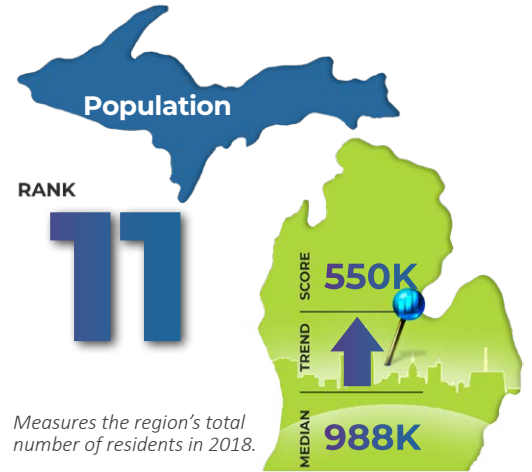 Population
RANK
11
SCORE
550K
TREND
MEDIAN
988K
Measures the region's total
number of residents in 2018.